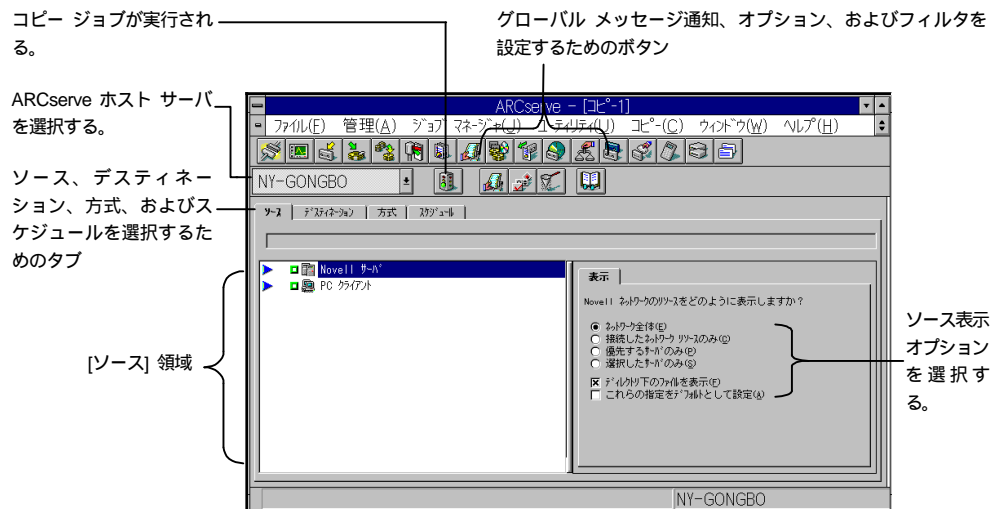 コピー ジョブが実行され
る。
グローバル メッセージ通知、オプション、およびフィルタを
設定するためのボタン
ARCserve ホスト サーバ
を選択する。
ソース、デスティネー
ション、方式、およびス
ケジュールを選択するた
めのタブ
[ソース] 領域
ARCserve - [コピー-1]
ファイル(F) 管理(A) ジョブ マネージャ(J) ユーティリティ(U) コピー(C) ウィンドウ(W) ヘルプ(H)
NY-GONGBO
ソース デスティネーション 方式 スケジュール
Novell サーバ
PC クライアント
表示
Novell ネットワークのリソースをどのように表示しますか?
ネットワーク全体(E)
接続したネットワーク リソースのみ(C)
優先するサーバのみ(P)
選択したサーバのみ(S)
ディレクトリ下のファイルを表示(F)
これらの指定をデフォルトとして設定(A)
ソース表示
オプション
を選択す
る。
NY-GONGBO